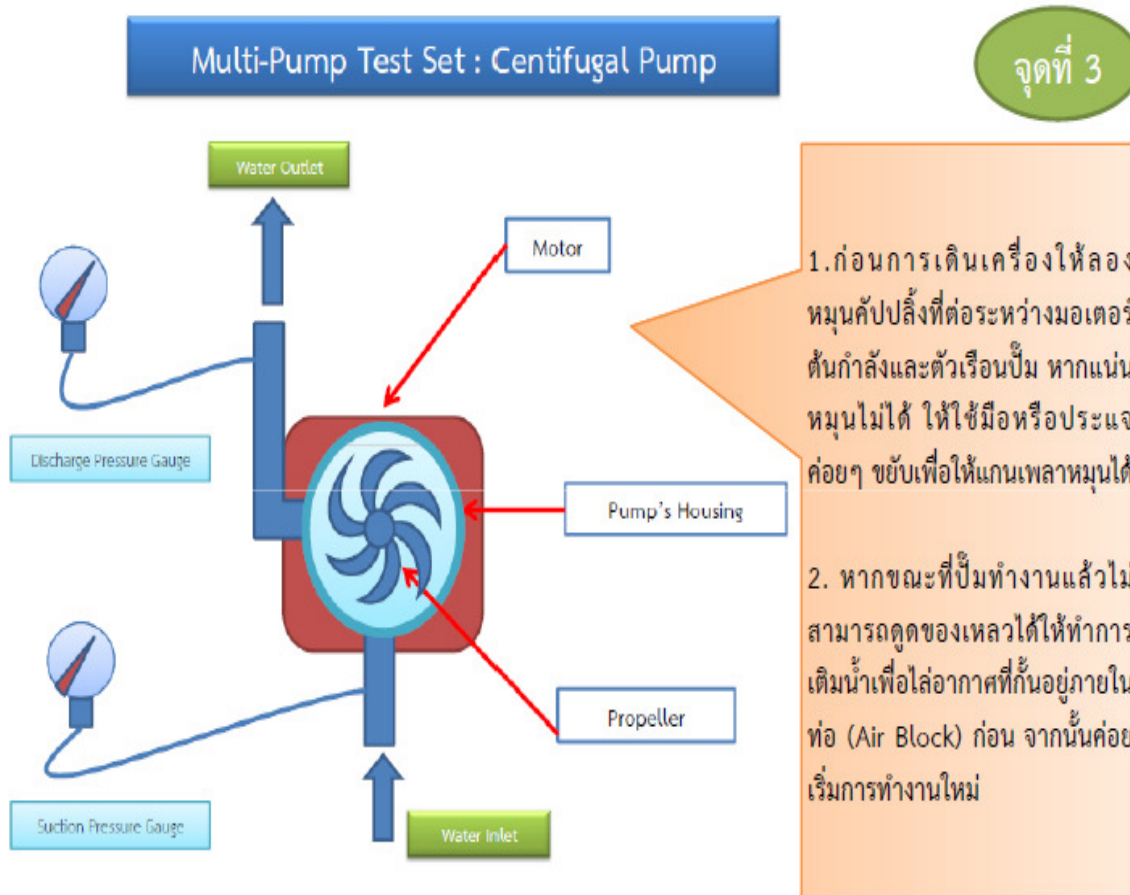 Multi-Pump Test Set : Centifugal Pump
จุดที่ 3
Water Outlet
Motor
Discharge Pressure Gauge
Pump's Housing
Propeller
Suction Pressure Gauge
Water Inlet
1.ก่อนการเดินเครื่องให้ลอง
หมุนคัปปลิ้งที่ต่อระหว่างมอเตอร์
ต้นกำลังและตัวเรือนปั๊ม หากแน่น
หมุนไม่ได้ ให้ใช้มือหรือประแจ
ค่อยๆ ขยับเพื่อให้แกนเพลาหมุนได้
2. หากขณะที่ปั๊มทำงานแล้วไม่
สามารถดูดของเหลวได้ให้ทำการ
เติมน้ำเพื่อไล่อากาศที่กั้นอยู่ภายใน
ท่อ (Air Block) ก่อน จากนั้นค่อย
เริ่มการทำงานใหม่